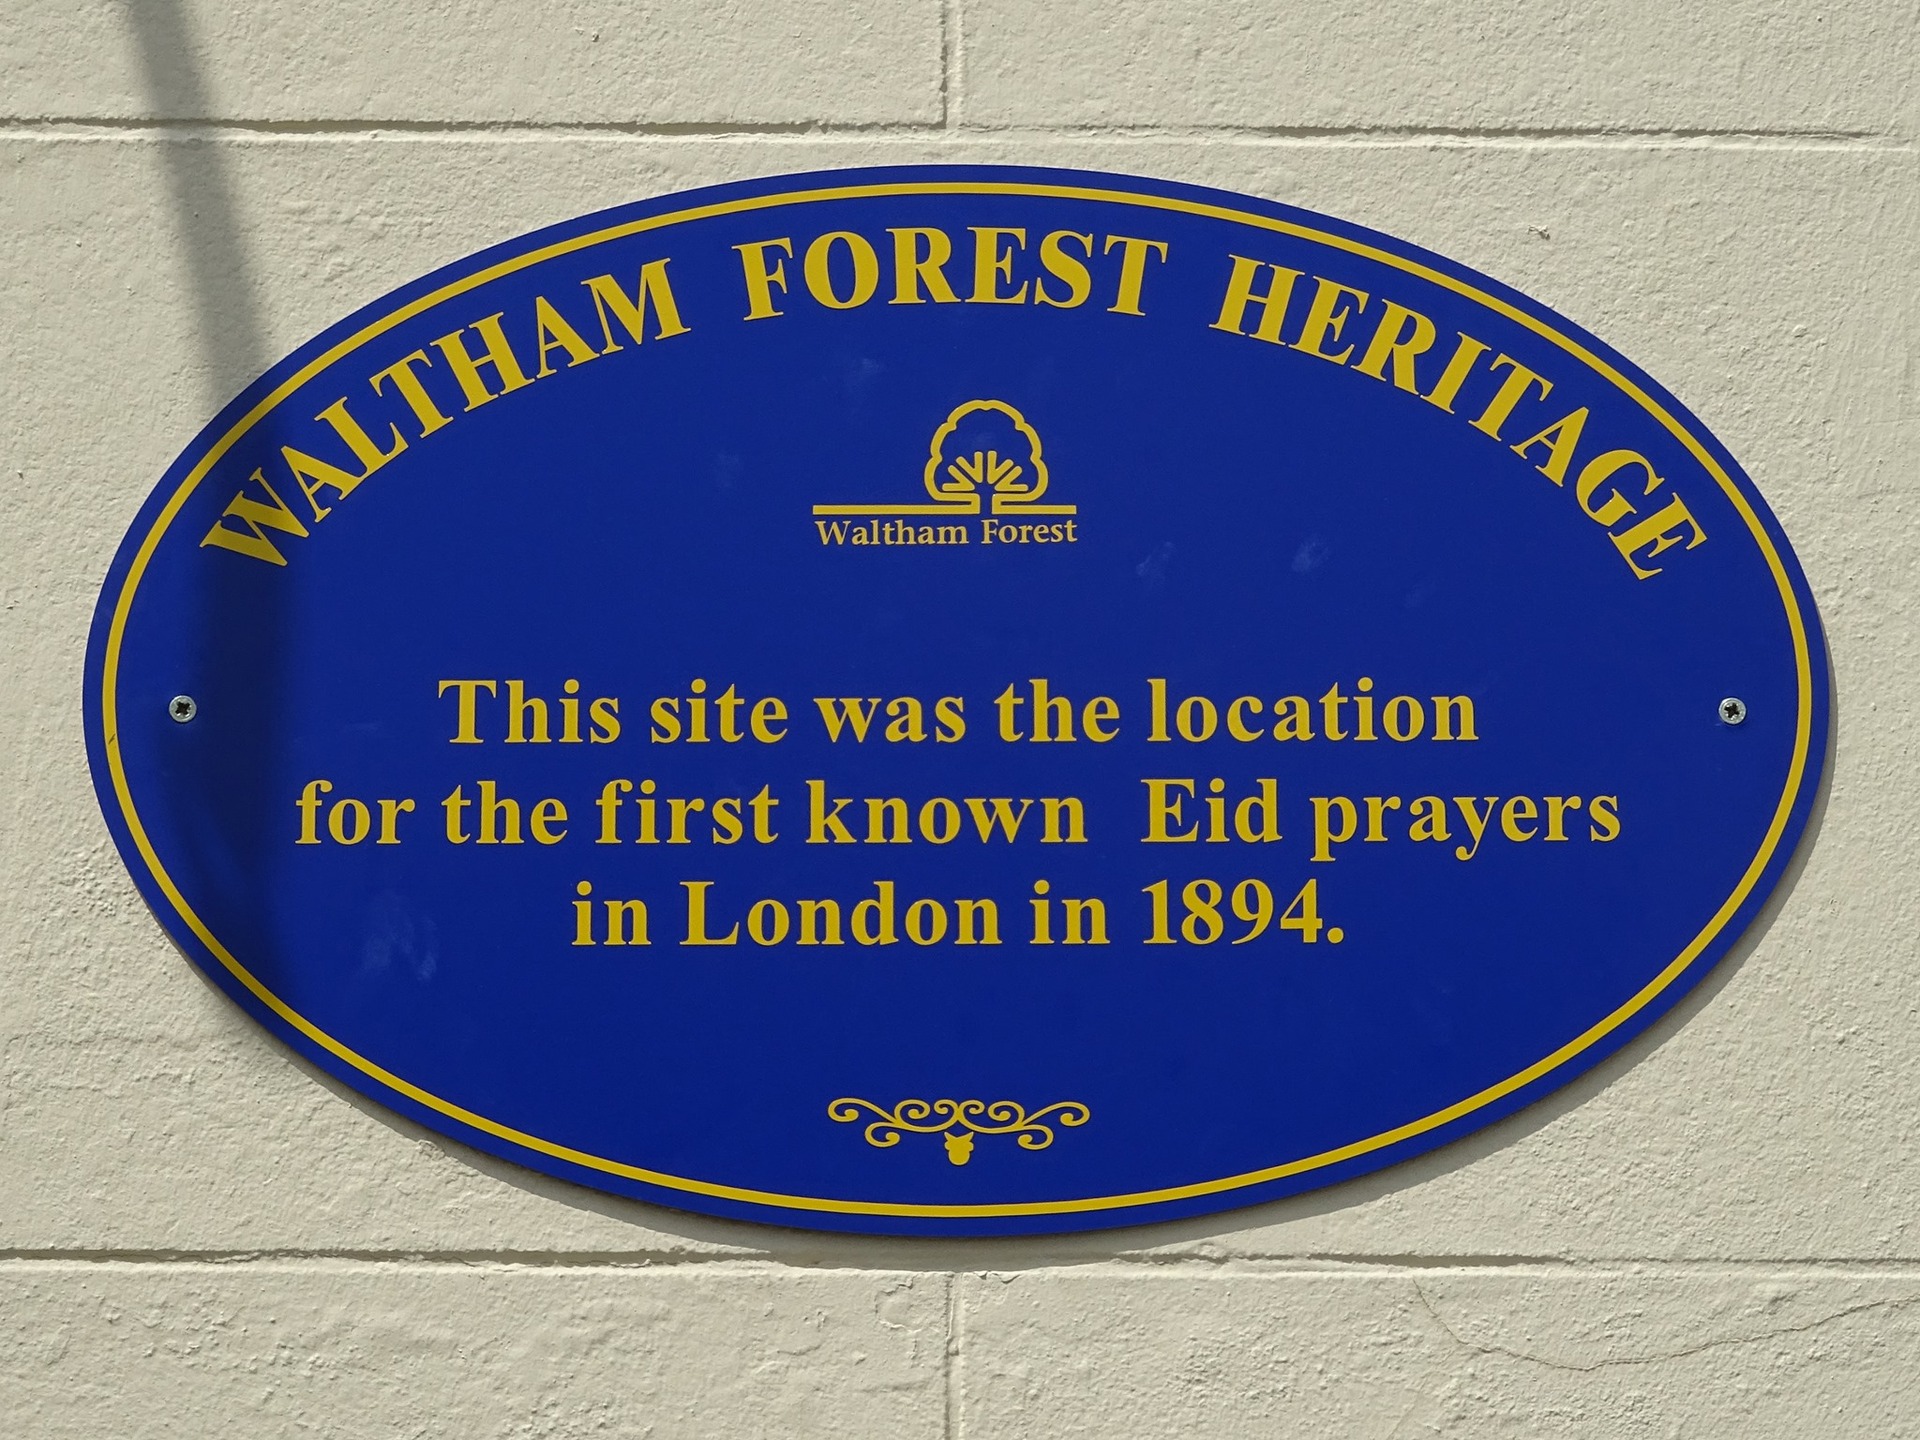 WALTHAM FOREST HERITAGE
Waltham Forest
This site was the location
for the first known Eid prayers
in London in 1894.